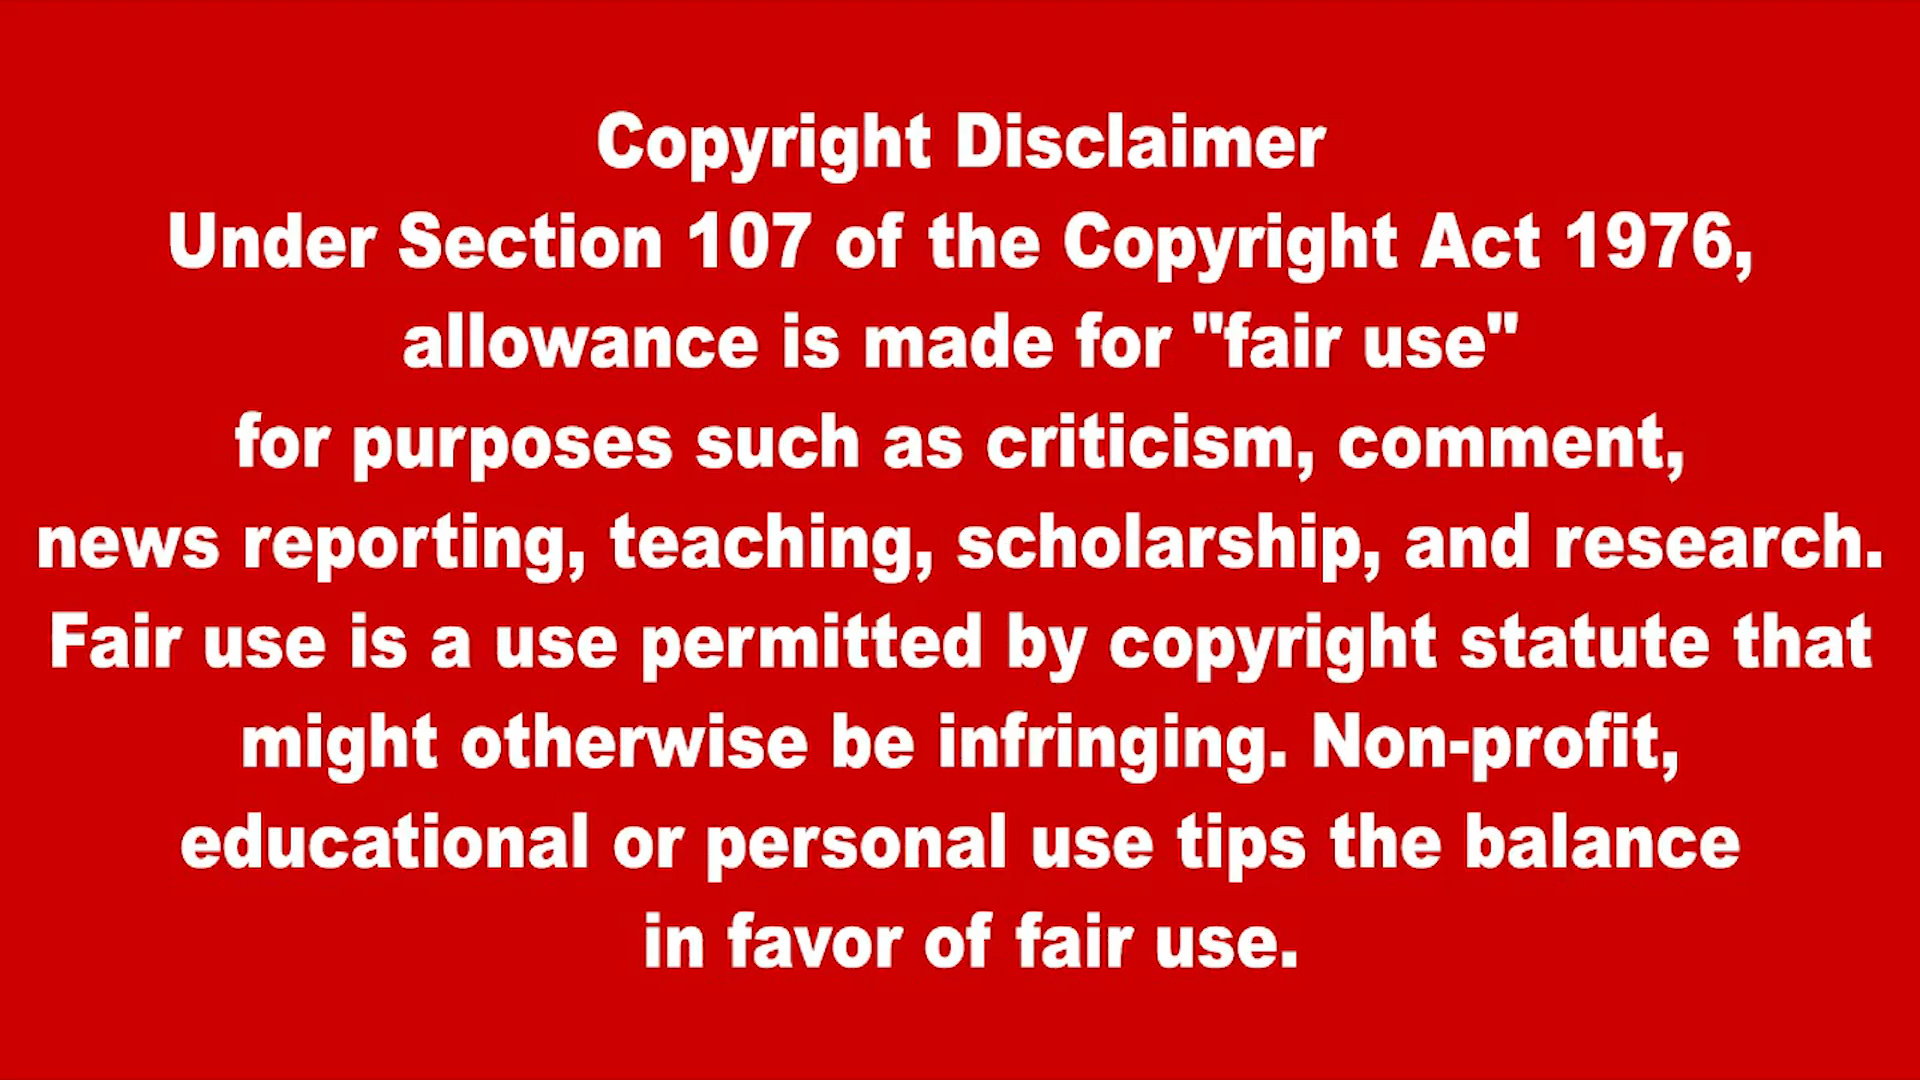 Copyright Disclaimer
Under Section 107 of the Copyright Act 1976,
allowance is made for "fair use"
for purposes such as criticism, comment,
news reporting, teaching, scholarship, and research.
Fair use is a use permitted by copyright statute that
might otherwise be infringing. Non-profit,
educational or personal use tips the balance
in favor of fair use.